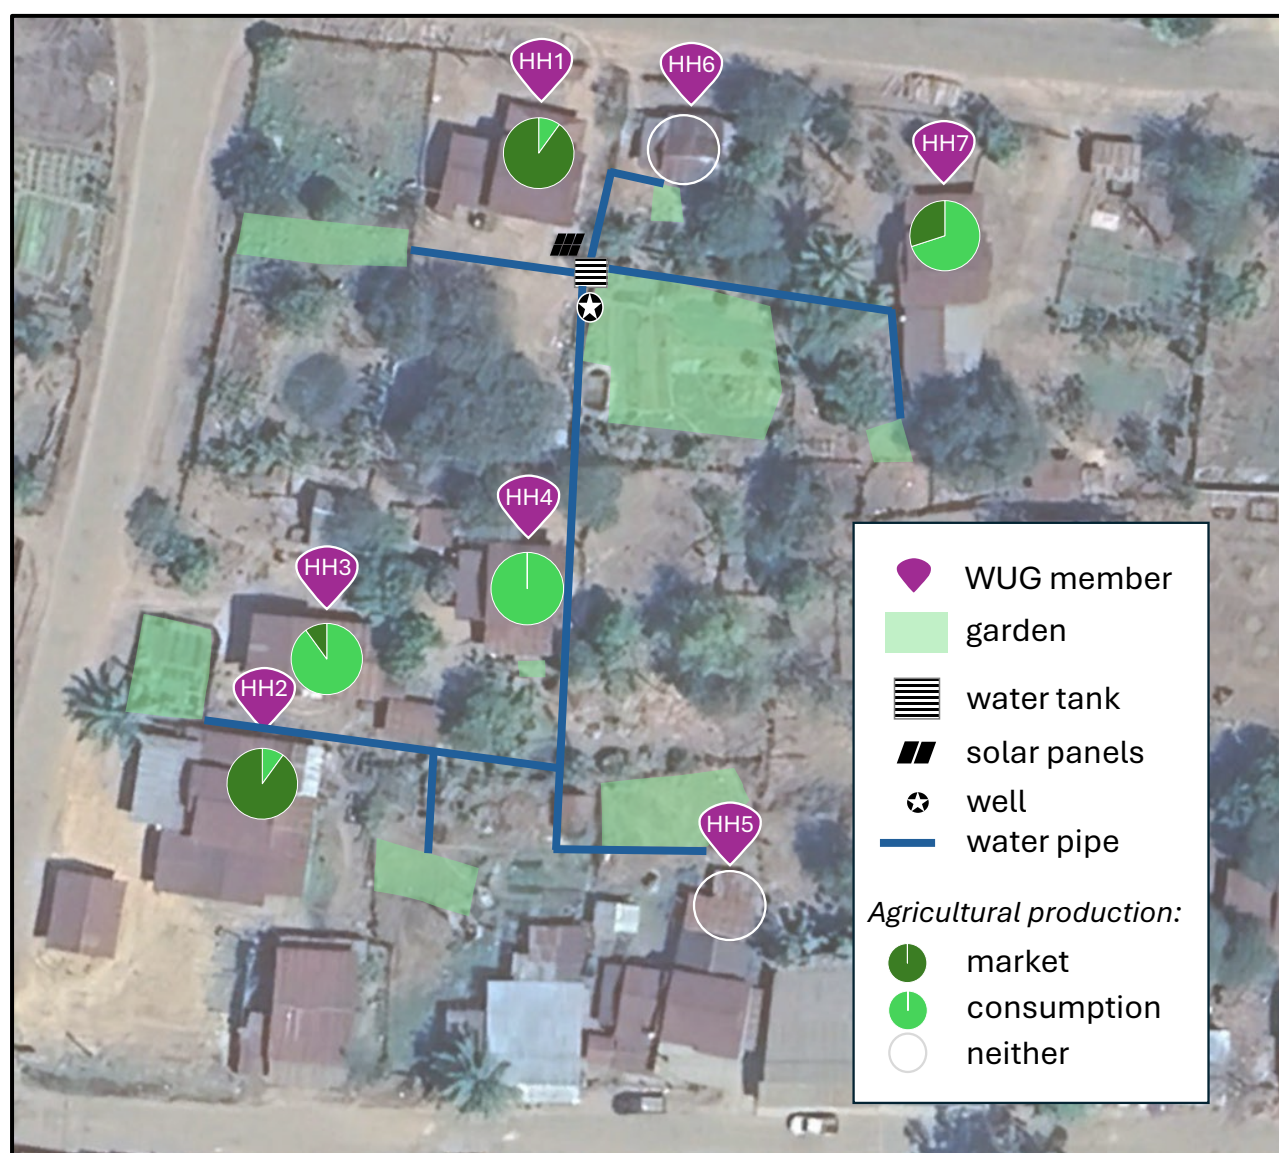 HH1
HH6
HH7
HH4
HH3
HH2
HH5
WUG member
garden
water tank
solar panels
well
water pipe
Agricultural production:
market
consumption
neither